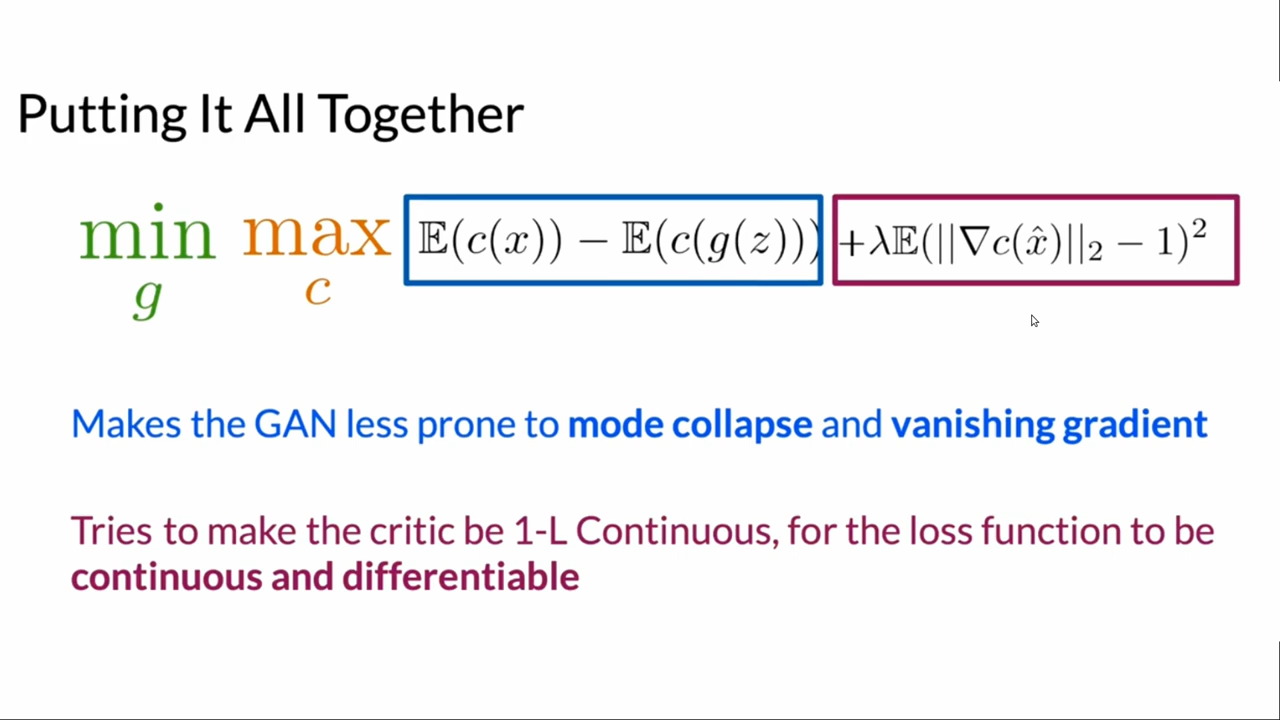 Putting It All Together
min max 𝔼(c(x)) − 𝔼(c(g(z))) +λ𝔼(||∇c(x̂)||₂ − 1)²
g c
Makes the GAN less prone to mode collapse and vanishing gradient
Tries to make the critic be 1-L Continuous, for the loss function to be
continuous and differentiable